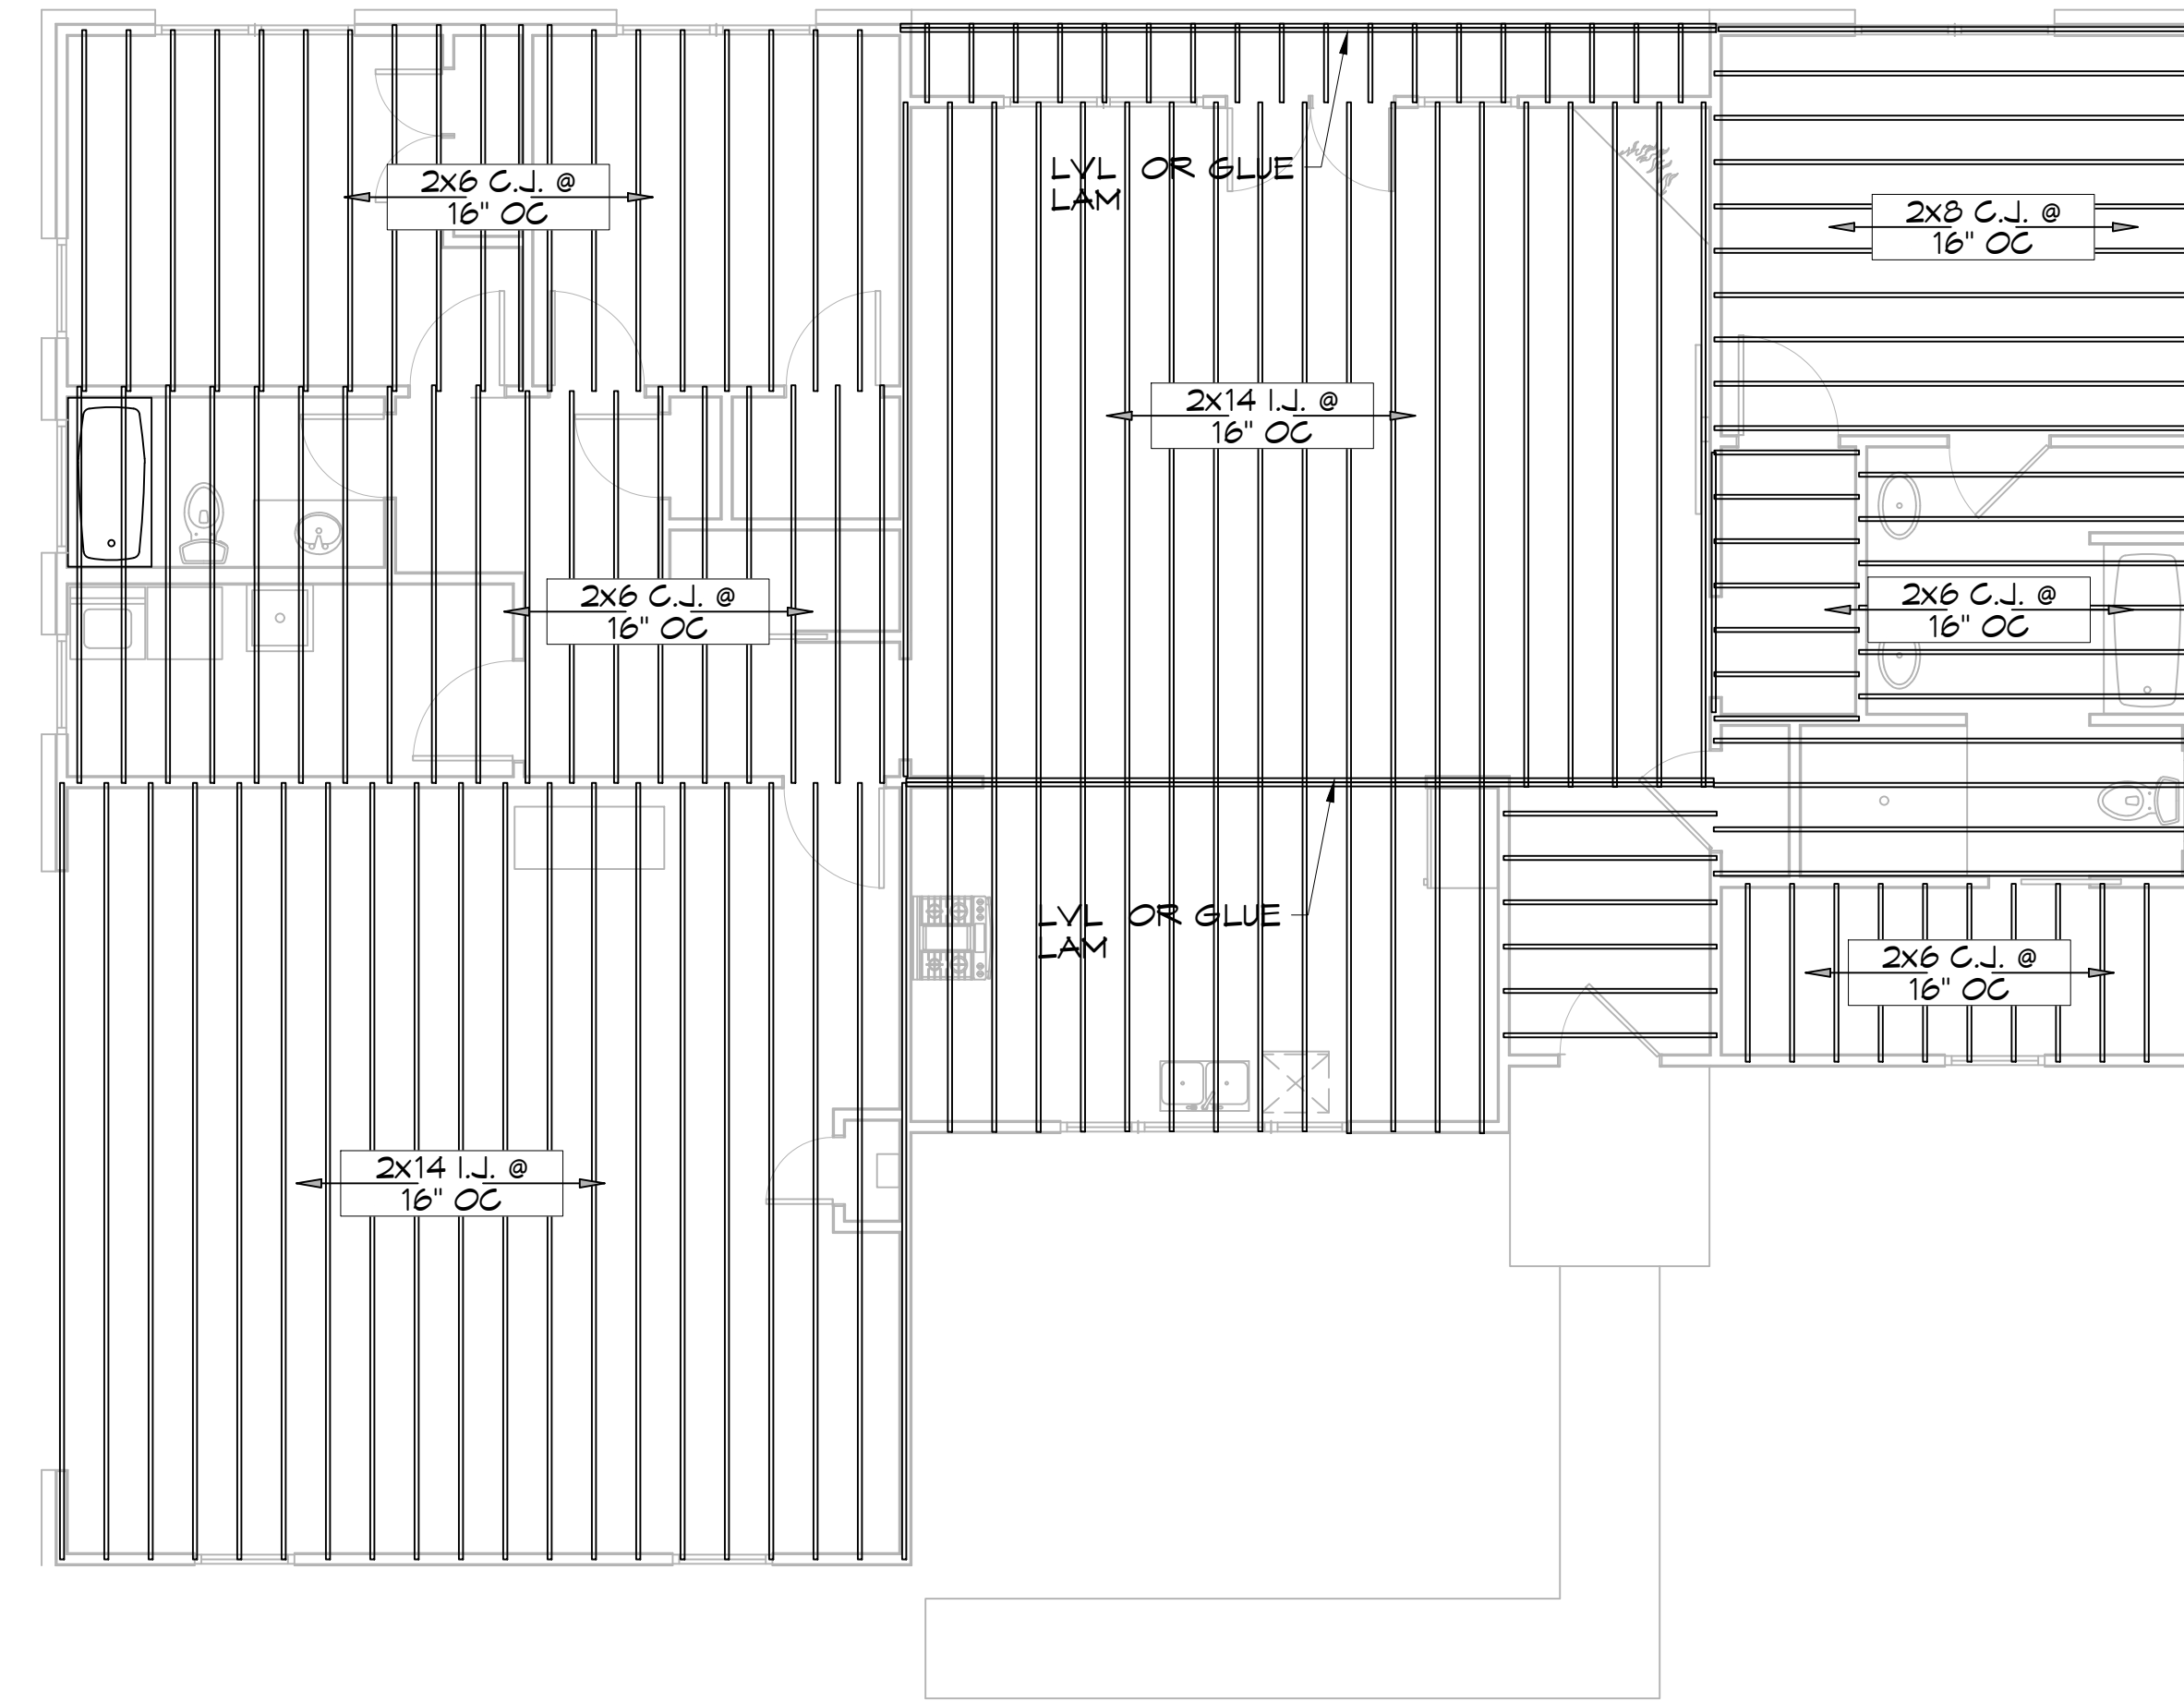 LVL OR GLUE
LAM
2x6 C.J. @
16" OC
2x8 C.J. @
16" OC
2x14 I.J. @
16" OC
2x6 C.J. @
16" OC
2x6 C.J. @
16" OC
LVL OR GLUE
LAM
2x6 C.J. @
16" OC
2x14 I.J. @
16" OC